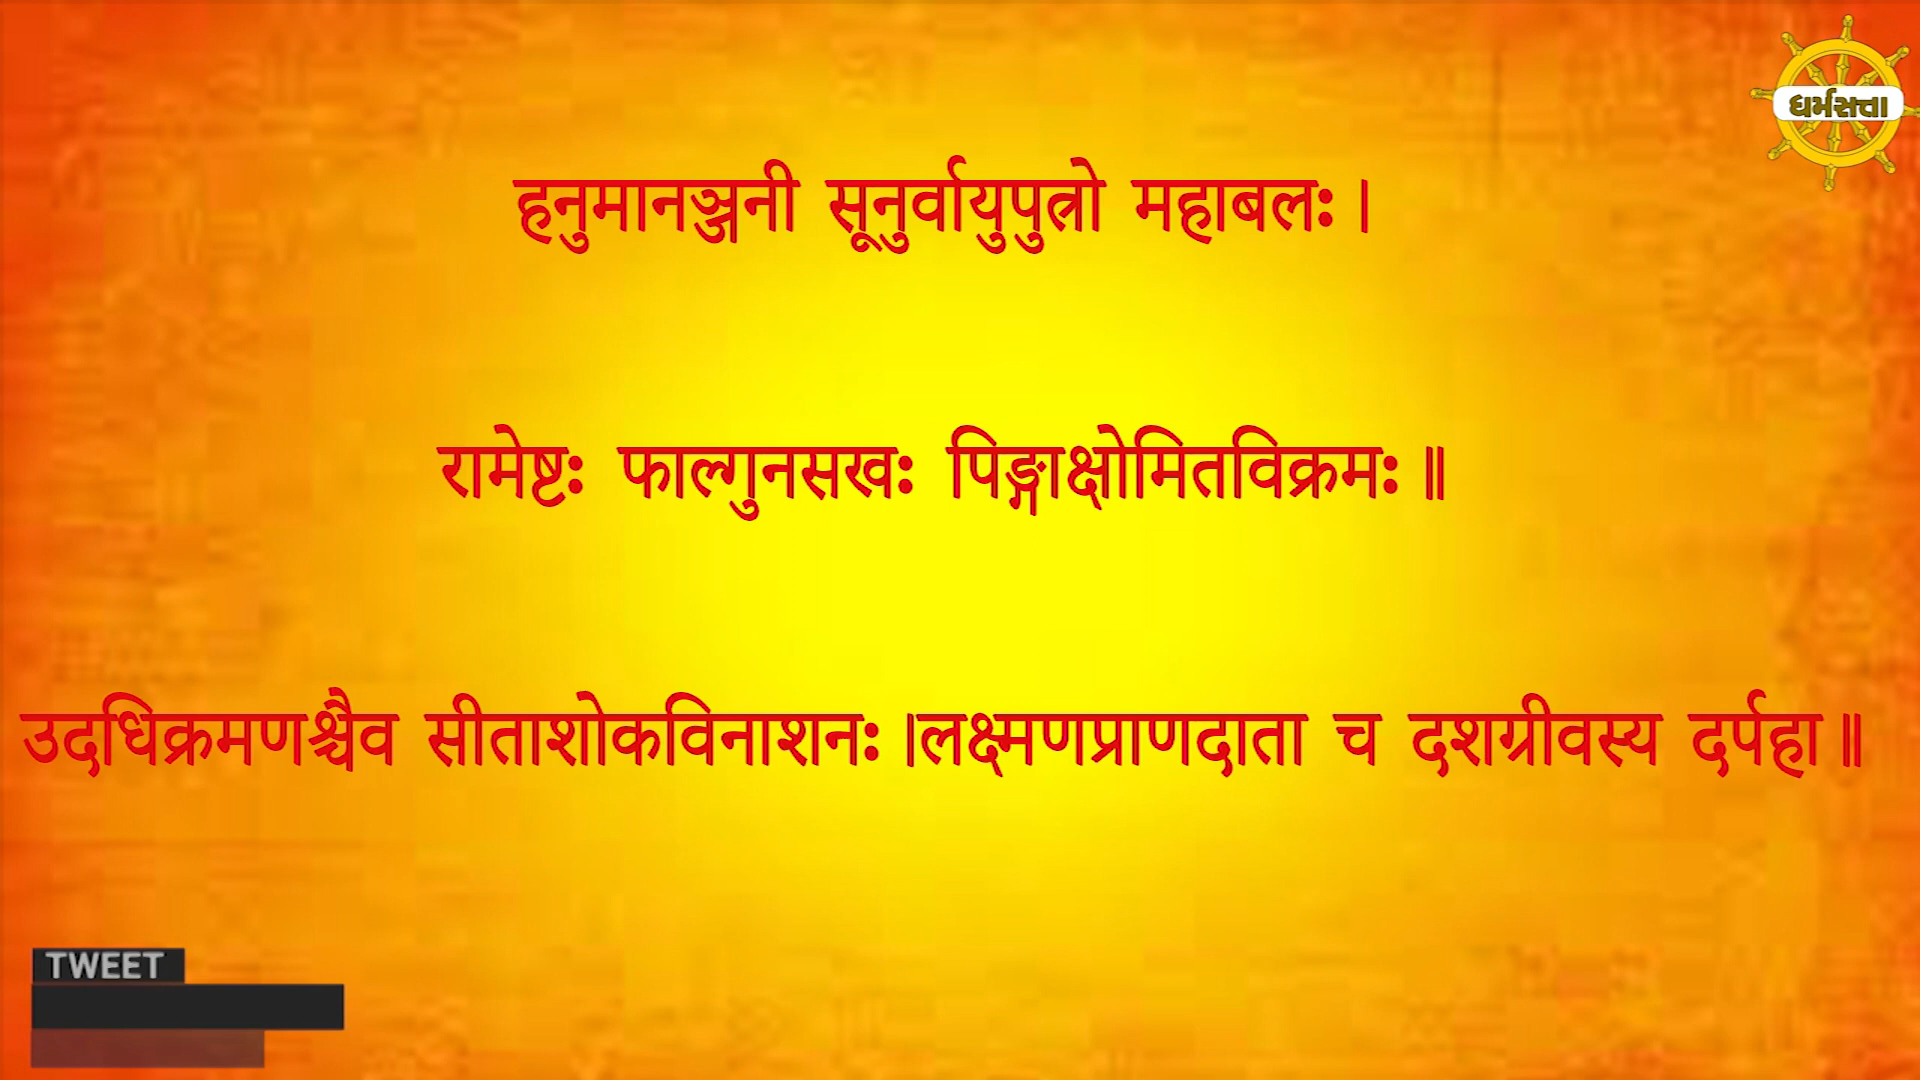 ધર્મસત્તા
हनुमानञ्जनी सूनुर्वायुपुत्रो महाबलः ।
रामेष्टः फाल्गुनसखः पिङ्गाक्षोमितविक्रमः ॥
उदधिक्रमणश्चैव सीताशोकविनाशनः ।लक्ष्मणप्राणदाता च दशग्रीवस्य दर्पहा ॥
TWEET